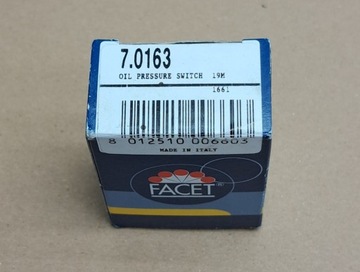 7.0163
OIL PRESSURE SWITCH 19M
1661
8 012510 006603
MADE IN ITALY
FACET®